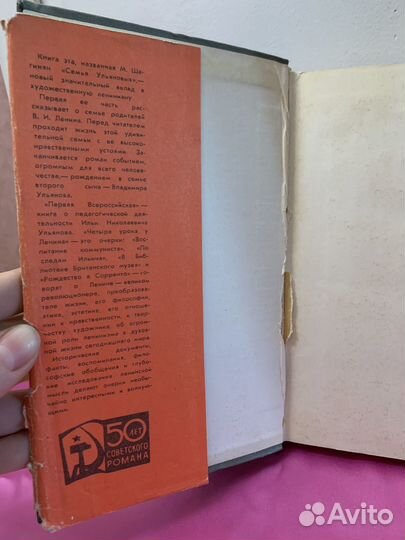 Книга эта, названная М. Ша-
гинян «Семья Ульяновых»,—
новый значительный вклад в
художественную лениниану.
Первая ее часть рас-
сказывает о семье родителей
В. И. Ленина. Перед читателем
проходит жизнь этой удиви-
тельной семьи с ее высоко-
нравственными устоями. За-
канчивается роман событием,
огромным для всего челове-
чества,— рождением в семье
второго сына — Владимира
Ульянова.
«Первая Всероссийская» —
книга о педагогической дея-
тельности Ильи Николаевича
Ульянова. «Четыре урока у
Ленина» — это очерки: «Вос-
питание коммуниста», «По
следам Ильича», «В Биб-
лиотеке Британского музея» и
«Рождество в Сорренто» — го-
ворят о Ленине — великом
революционере, преобразова-
теле жизни, его философии,
этике, эстетике, его отноше-
нии к нравственности, к твор-
честву художника, об огром-
ной роли ленинизма в духов-
ной жизни сегодняшнего мира.
Исторические документы,
факты, воспоминания, фило-
софские обобщения и глубо-
кие исследования ленинской
мысли делают очерки необы-
чайно интересными и волную-
щими.
50 ЛЕТ
СОВЕТСКОГО
РОМАНА
Avito